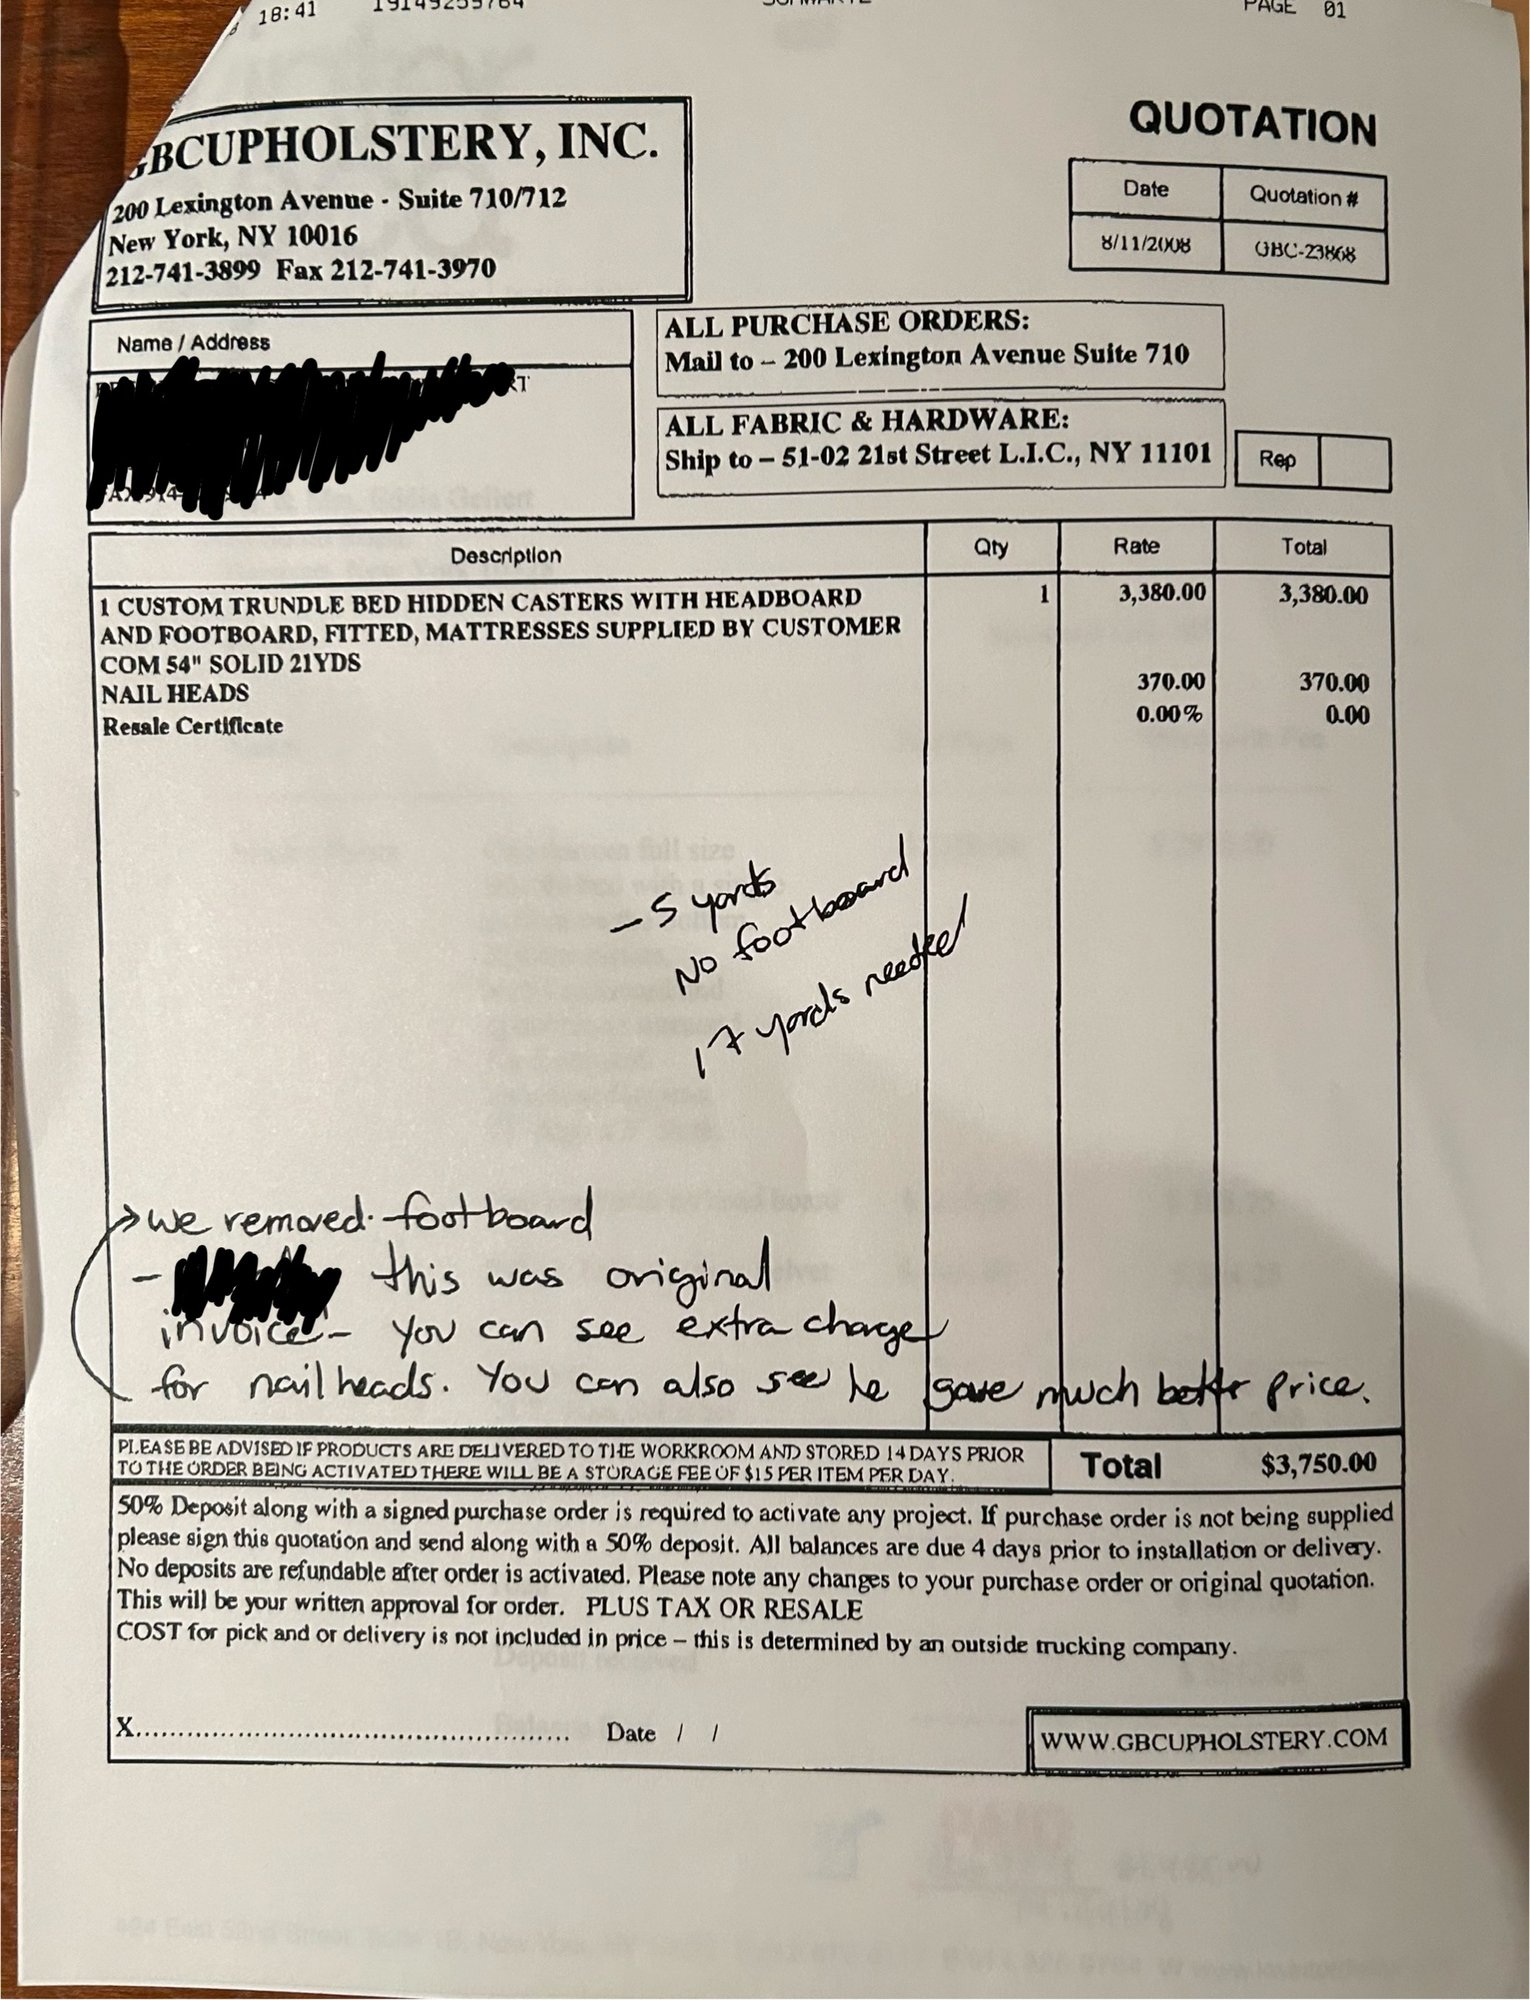 18:41 19149259764 PAGE 01
GBCUPHOLSTERY, INC.
200 Lexington Avenue - Suite 710/712
New York, NY 10016
212-741-3899 Fax 212-741-3970
QUOTATION
Date Quotation #
8/11/2008 GBC-23868
Name / Address
ALL PURCHASE ORDERS:
Mail to – 200 Lexington Avenue Suite 710
ALL FABRIC & HARDWARE:
Ship to – 51-02 21st Street L.I.C., NY 11101
Rep
Description Qty Rate Total
1 CUSTOM TRUNDLE BED HIDDEN CASTERS WITH HEADBOARD 1 3,380.00 3,380.00
AND FOOTBOARD, FITTED, MATTRESSES SUPPLIED BY CUSTOMER
COM 54" SOLID 21YDS
NAIL HEADS 370.00 370.00
Resale Certificate 0.00% 0.00
- 5 yards
No footboard
17 yards needed
we removed footboard
- this was original
invoice - you can see extra charge
for nail heads. You can also see he gave much better price.
PLEASE BE ADVISED IF PRODUCTS ARE DELIVERED TO THE WORKROOM AND STORED 14 DAYS PRIOR
TO THE ORDER BEING ACTIVATED THERE WILL BE A STORAGE FEE OF $15 PER ITEM PER DAY.
Total $3,750.00
50% Deposit along with a signed purchase order is required to activate any project. If purchase order is not being supplied
please sign this quotation and send along with a 50% deposit. All balances are due 4 days prior to installation or delivery.
No deposits are refundable after order is activated. Please note any changes to your purchase order or original quotation.
This will be your written approval for order. PLUS TAX OR RESALE
COST for pick and or delivery is not included in price – this is determined by an outside trucking company.
X.................................................... Date / /
WWW.GBCUPHOLSTERY.COM